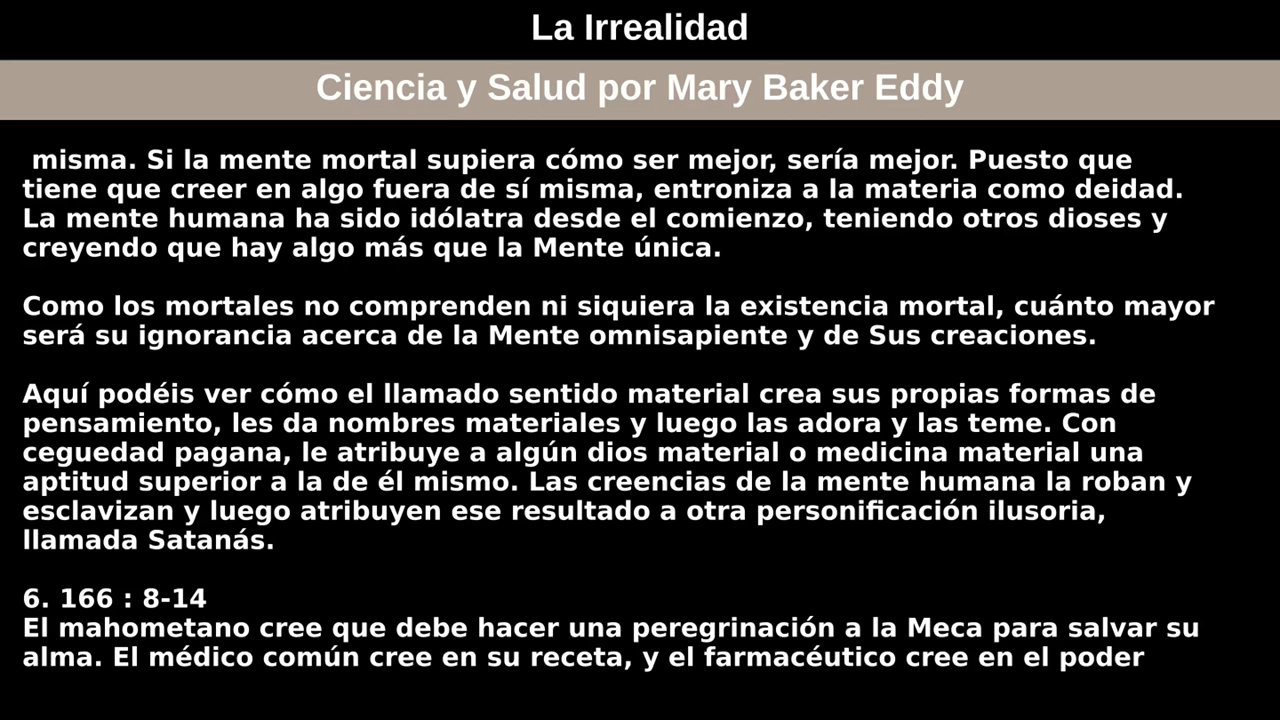 La Irrealidad
Ciencia y Salud por Mary Baker Eddy
misma. Si la mente mortal supiera cómo ser mejor, sería mejor. Puesto que
tiene que creer en algo fuera de sí misma, entroniza a la materia como deidad.
La mente humana ha sido idólatra desde el comienzo, teniendo otros dioses y
creyendo que hay algo más que la Mente única.
Como los mortales no comprenden ni siquiera la existencia mortal, cuánto mayor
será su ignorancia acerca de la Mente omnisapiente y de Sus creaciones.
Aquí podéis ver cómo el llamado sentido material crea sus propias formas de
pensamiento, les da nombres materiales y luego las adora y las teme. Con
ceguedad pagana, le atribuye a algún dios material o medicina material una
aptitud superior a la de él mismo. Las creencias de la mente humana la roban y
esclavizan y luego atribuyen ese resultado a otra personificación ilusoria,
llamada Satanás.
6. 166 : 8-14
El mahometano cree que debe hacer una peregrinación a la Meca para salvar su
alma. El médico común cree en su receta, y el farmacéutico cree en el poder